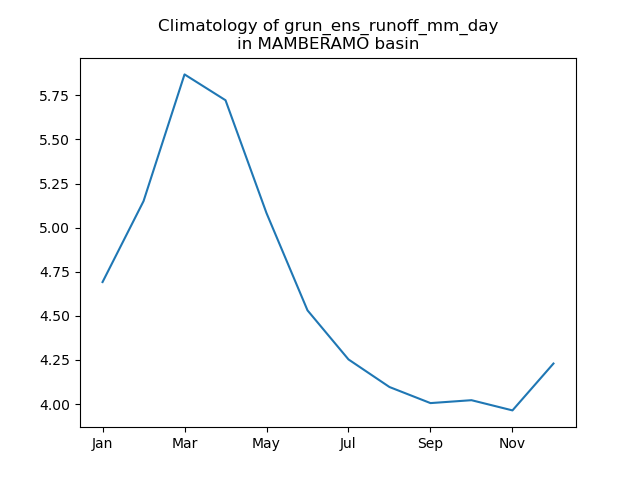 Climatology of grun_ens_runoff_mm_day
in MAMBERAMO basin
5.75
5.50
5.25
5.00
4.75
4.50
4.25
4.00
Jan
Mar
May
Jul
Sep
Nov